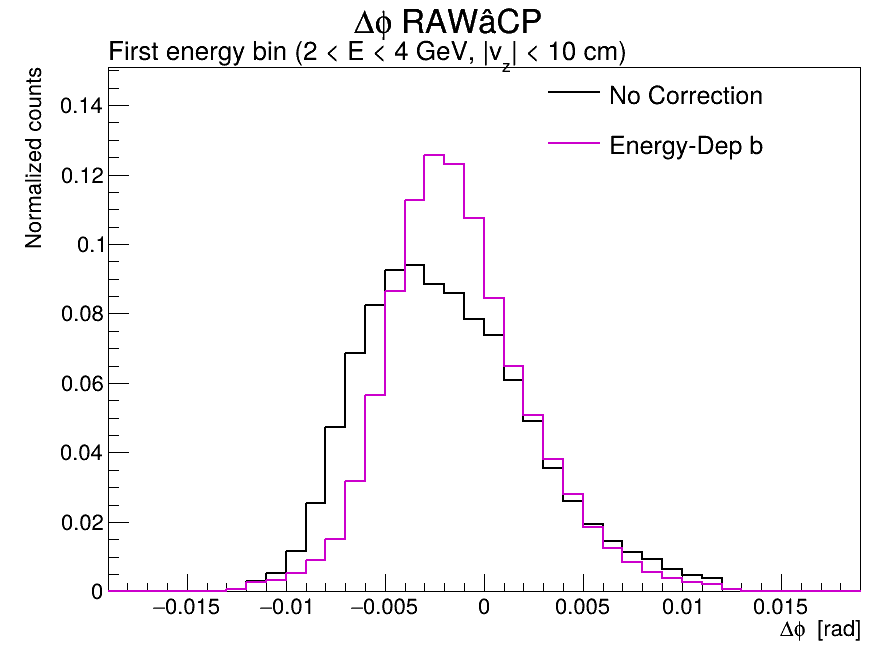 Δϕ RAWâCP
First energy bin (2 < E < 4 GeV, |v_z| < 10 cm)
Normalized counts
0.14
0.12
0.1
0.08
0.06
0.04
0.02
0
No Correction
Energy-Dep b
−0.015 −0.01 −0.005 0 0.005 0.01 0.015
Δϕ [rad]